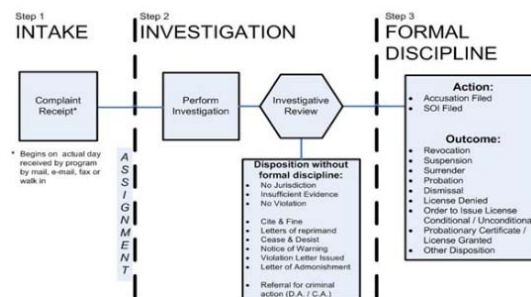 Step 1
INTAKE
Complaint
Receipt*
* Begins on actual day
received by program
by mail, e-mail, fax or
walk in
ASSIGNMENT
Step 2
INVESTIGATION
Perform
Investigation
Investigative
Review
Disposition without
formal discipline:
• No Jurisdiction
• Insufficient Evidence
• No Violation
• Cite & Fine
• Letters of reprimand
• Cease & Desist
• Notice of Warning
• Violation Letter Issued
• Letter of Admonishment
• Referral for criminal
action (D.A. / C.A.)
Step 3
FORMAL
DISCIPLINE
Action:
• Accusation Filed
• SOI Filed
Outcome:
• Revocation
• Suspension
• Surrender
• Probation
• Dismissal
• License Denied
• Order to Issue License
Conditional / Unconditional
• Probationary Certificate /
License Granted
• Other Disposition